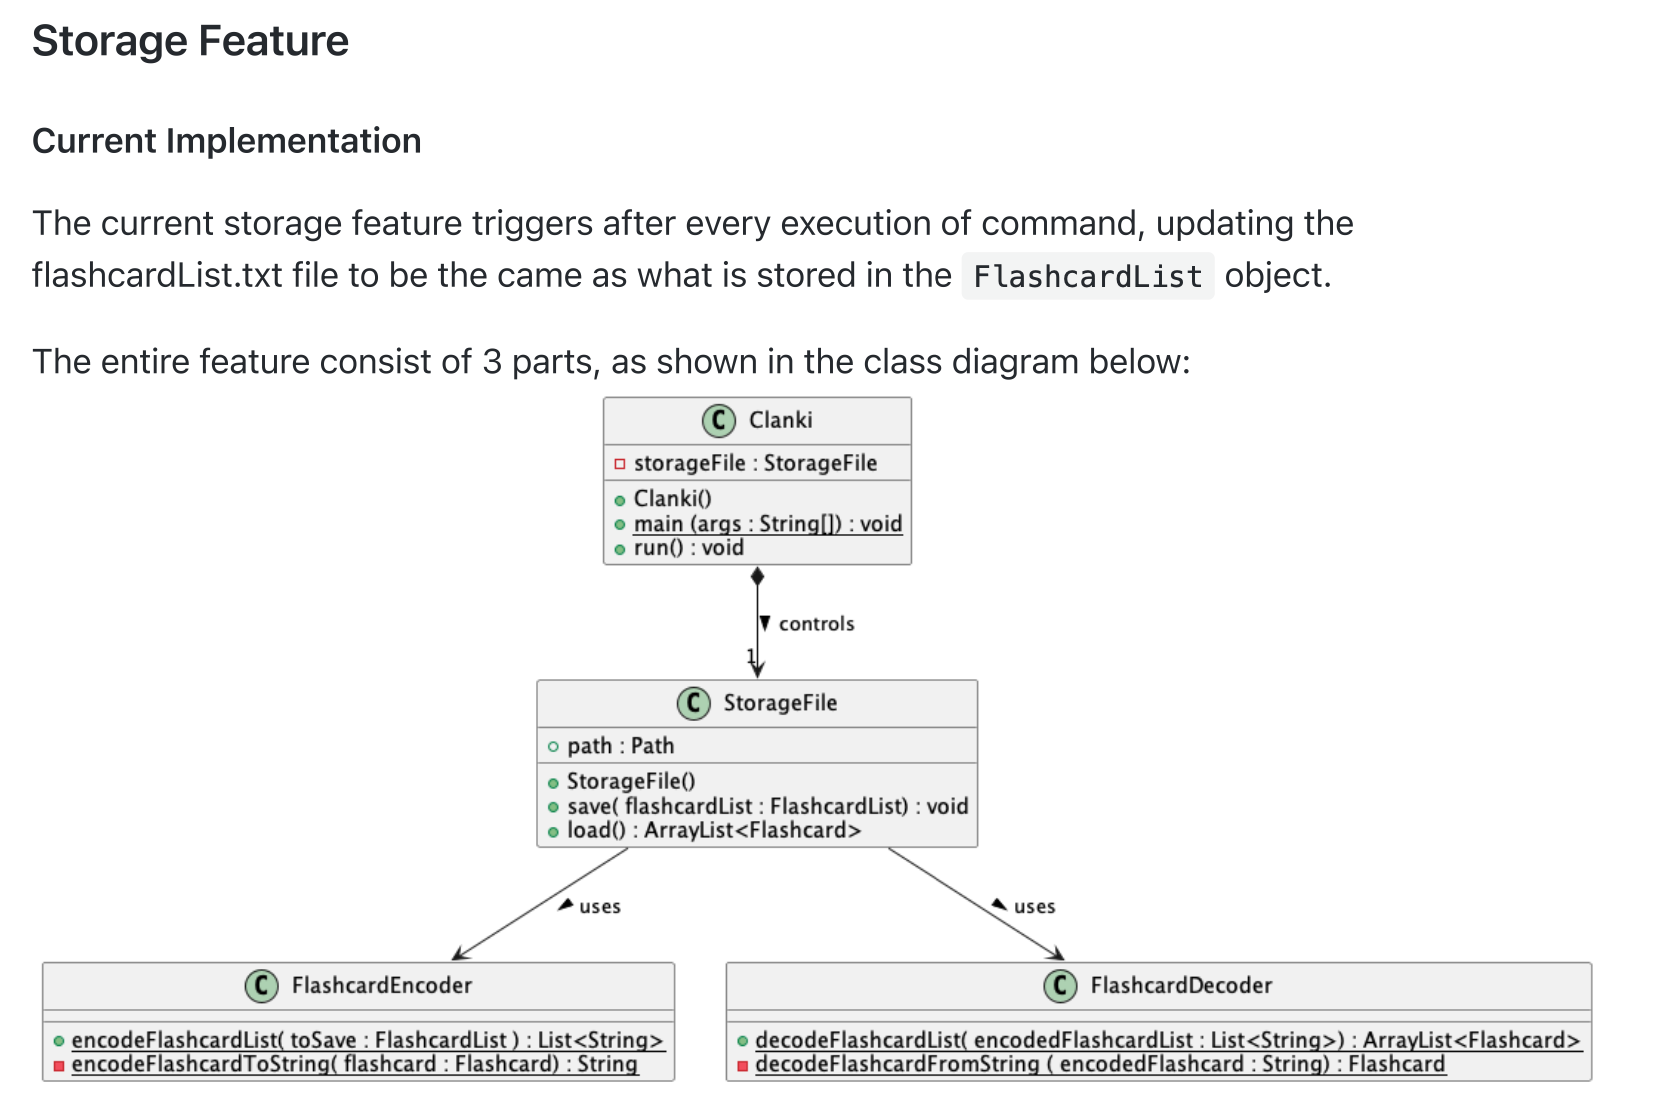 Storage Feature
Current Implementation
The current storage feature triggers after every execution of command, updating the
flashcardList.txt file to be the came as what is stored in the FlashcardList object.
The entire feature consist of 3 parts, as shown in the class diagram below:
C Clanki
storageFile : StorageFile
Clanki()
main (args : String[]) : void
run() : void
controls
1
C StorageFile
path : Path
StorageFile()
save( flashcardList : FlashcardList) : void
load() : ArrayList<Flashcard>
uses
uses
C FlashcardEncoder
encodeFlashcardList( toSave : FlashcardList ) : List<String>
encodeFlashcardToString( flashcard : Flashcard) : String
C FlashcardDecoder
decodeFlashcardList( encodedFlashcardList : List<String>) : ArrayList<Flashcard>
decodeFlashcardFromString ( encodedFlashcard : String) : Flashcard